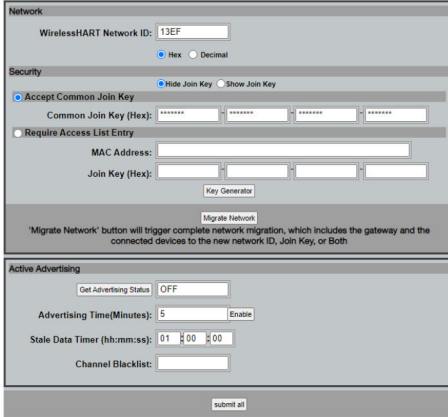 Network
WirelessHART Network ID: 13EF
Hex Decimal
Security
Hide Join Key Show Join Key
Accept Common Join Key
Common Join Key (Hex): ******* - ******* - ******* - *******
Require Access List Entry
MAC Address:
Join Key (Hex): - - -
Key Generator
Migrate Network
'Migrate Network' button will trigger complete network migration, which includes the gateway and the
connected devices to the new network ID, Join Key, or Both
Active Advertising
Get Advertising Status OFF
Advertising Time(Minutes): 5 Enable
Stale Data Timer (hh:mm:ss): 01 : 00 : 00
Channel Blacklist:
submit all